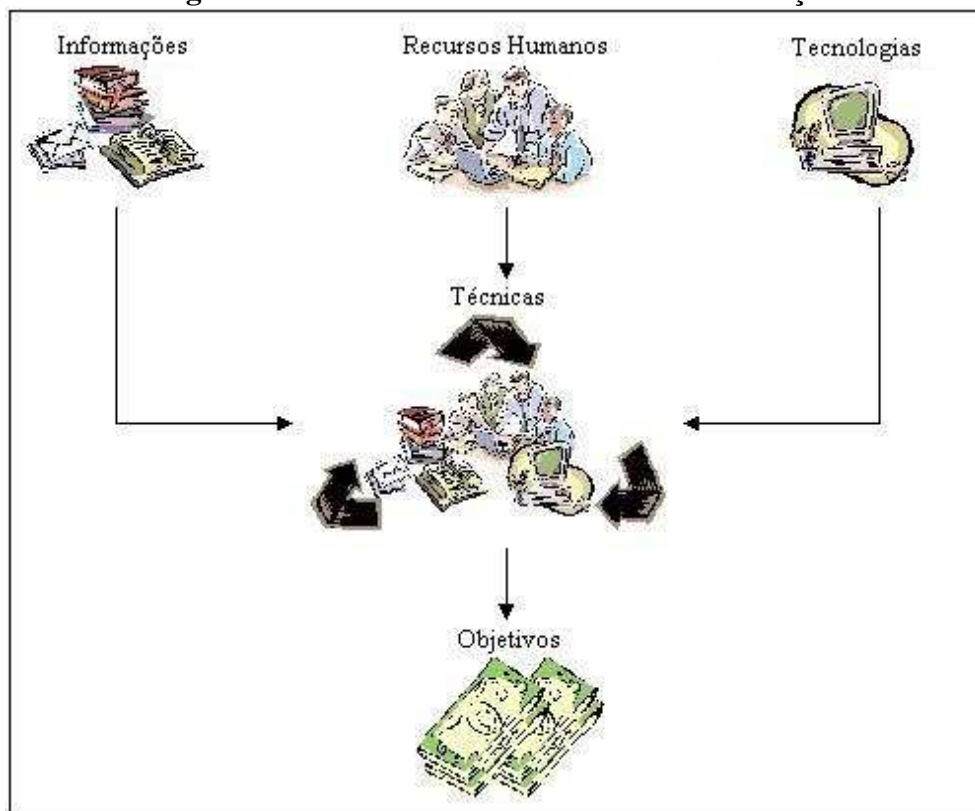 Informações
Recursos Humanos
Tecnologias
Técnicas
Objetivos